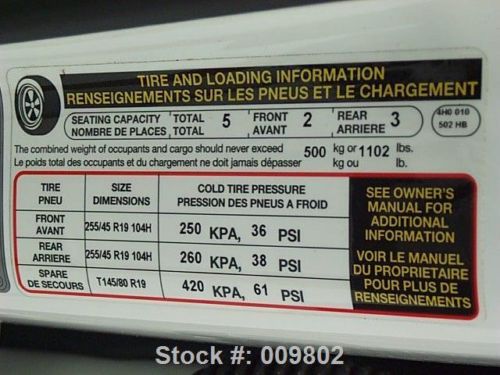 TIRE AND LOADING INFORMATION
RENSEIGNEMENTS SUR LES PNEUS ET LE CHARGEMENT
SEATING CAPACITY TOTAL 5 FRONT 2 REAR 3
NOMBRE DE PLACES TOTAL AVANT ARRIERE
4H0 010
502 HB
The combined weight of occupants and cargo should never exceed 500 kg or 1102 lbs.
Le poids total des occupants et du chargement ne doit jamais dépasser kg ou lb.
TIRE SIZE COLD TIRE PRESSURE
PNEU DIMENSIONS PRESSION DES PNEUS A FROID
FRONT
AVANT 255/45 R19 104H 250 KPA, 36 PSI
REAR
ARRIERE 255/45 R19 104H 260 KPA, 38 PSI
SPARE
DE SECOURS T145/80 R19 420 KPA, 61 PSI
SEE OWNER'S
MANUAL FOR
ADDITIONAL
INFORMATION
VOIR LE MANUEL
DU PROPRIETAIRE
POUR PLUS DE
RENSEIGNEMENTS
Stock #: 009802